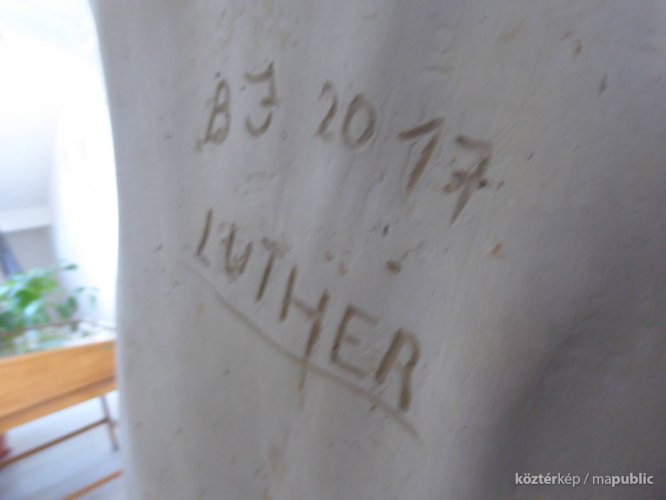 BJ 2017
LUTHER
köztérkép / mapublic